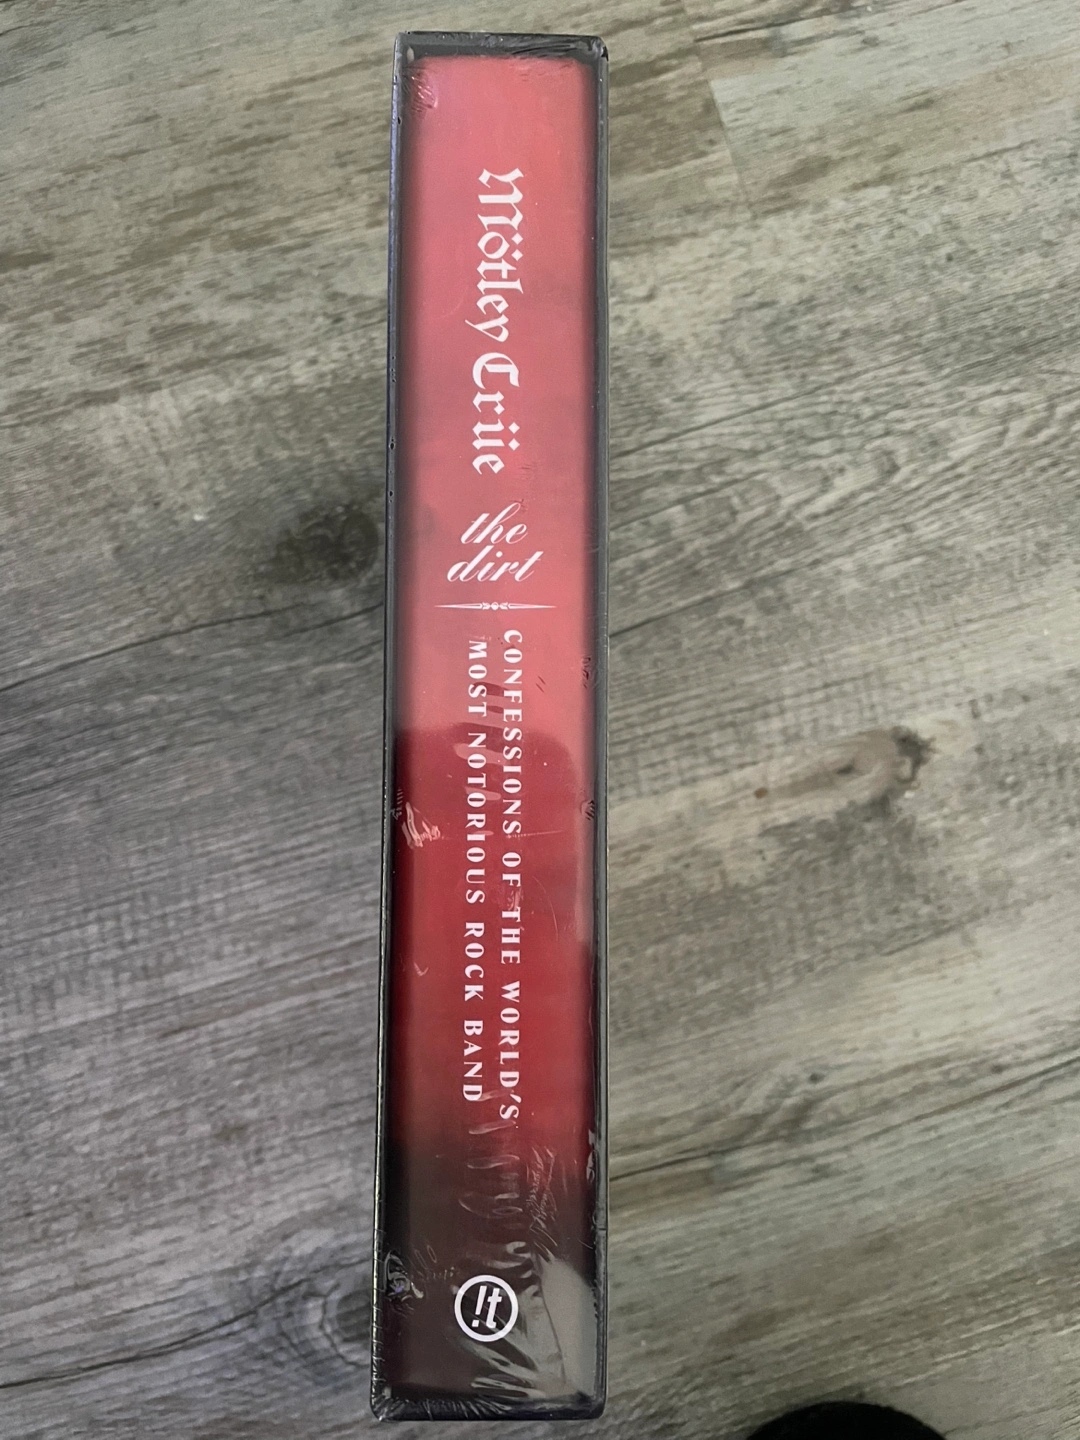 Mötley Crüe
the
dirt
CONFESSIONS OF THE WORLD'S
MOST NOTORIOUS ROCK BAND
!t